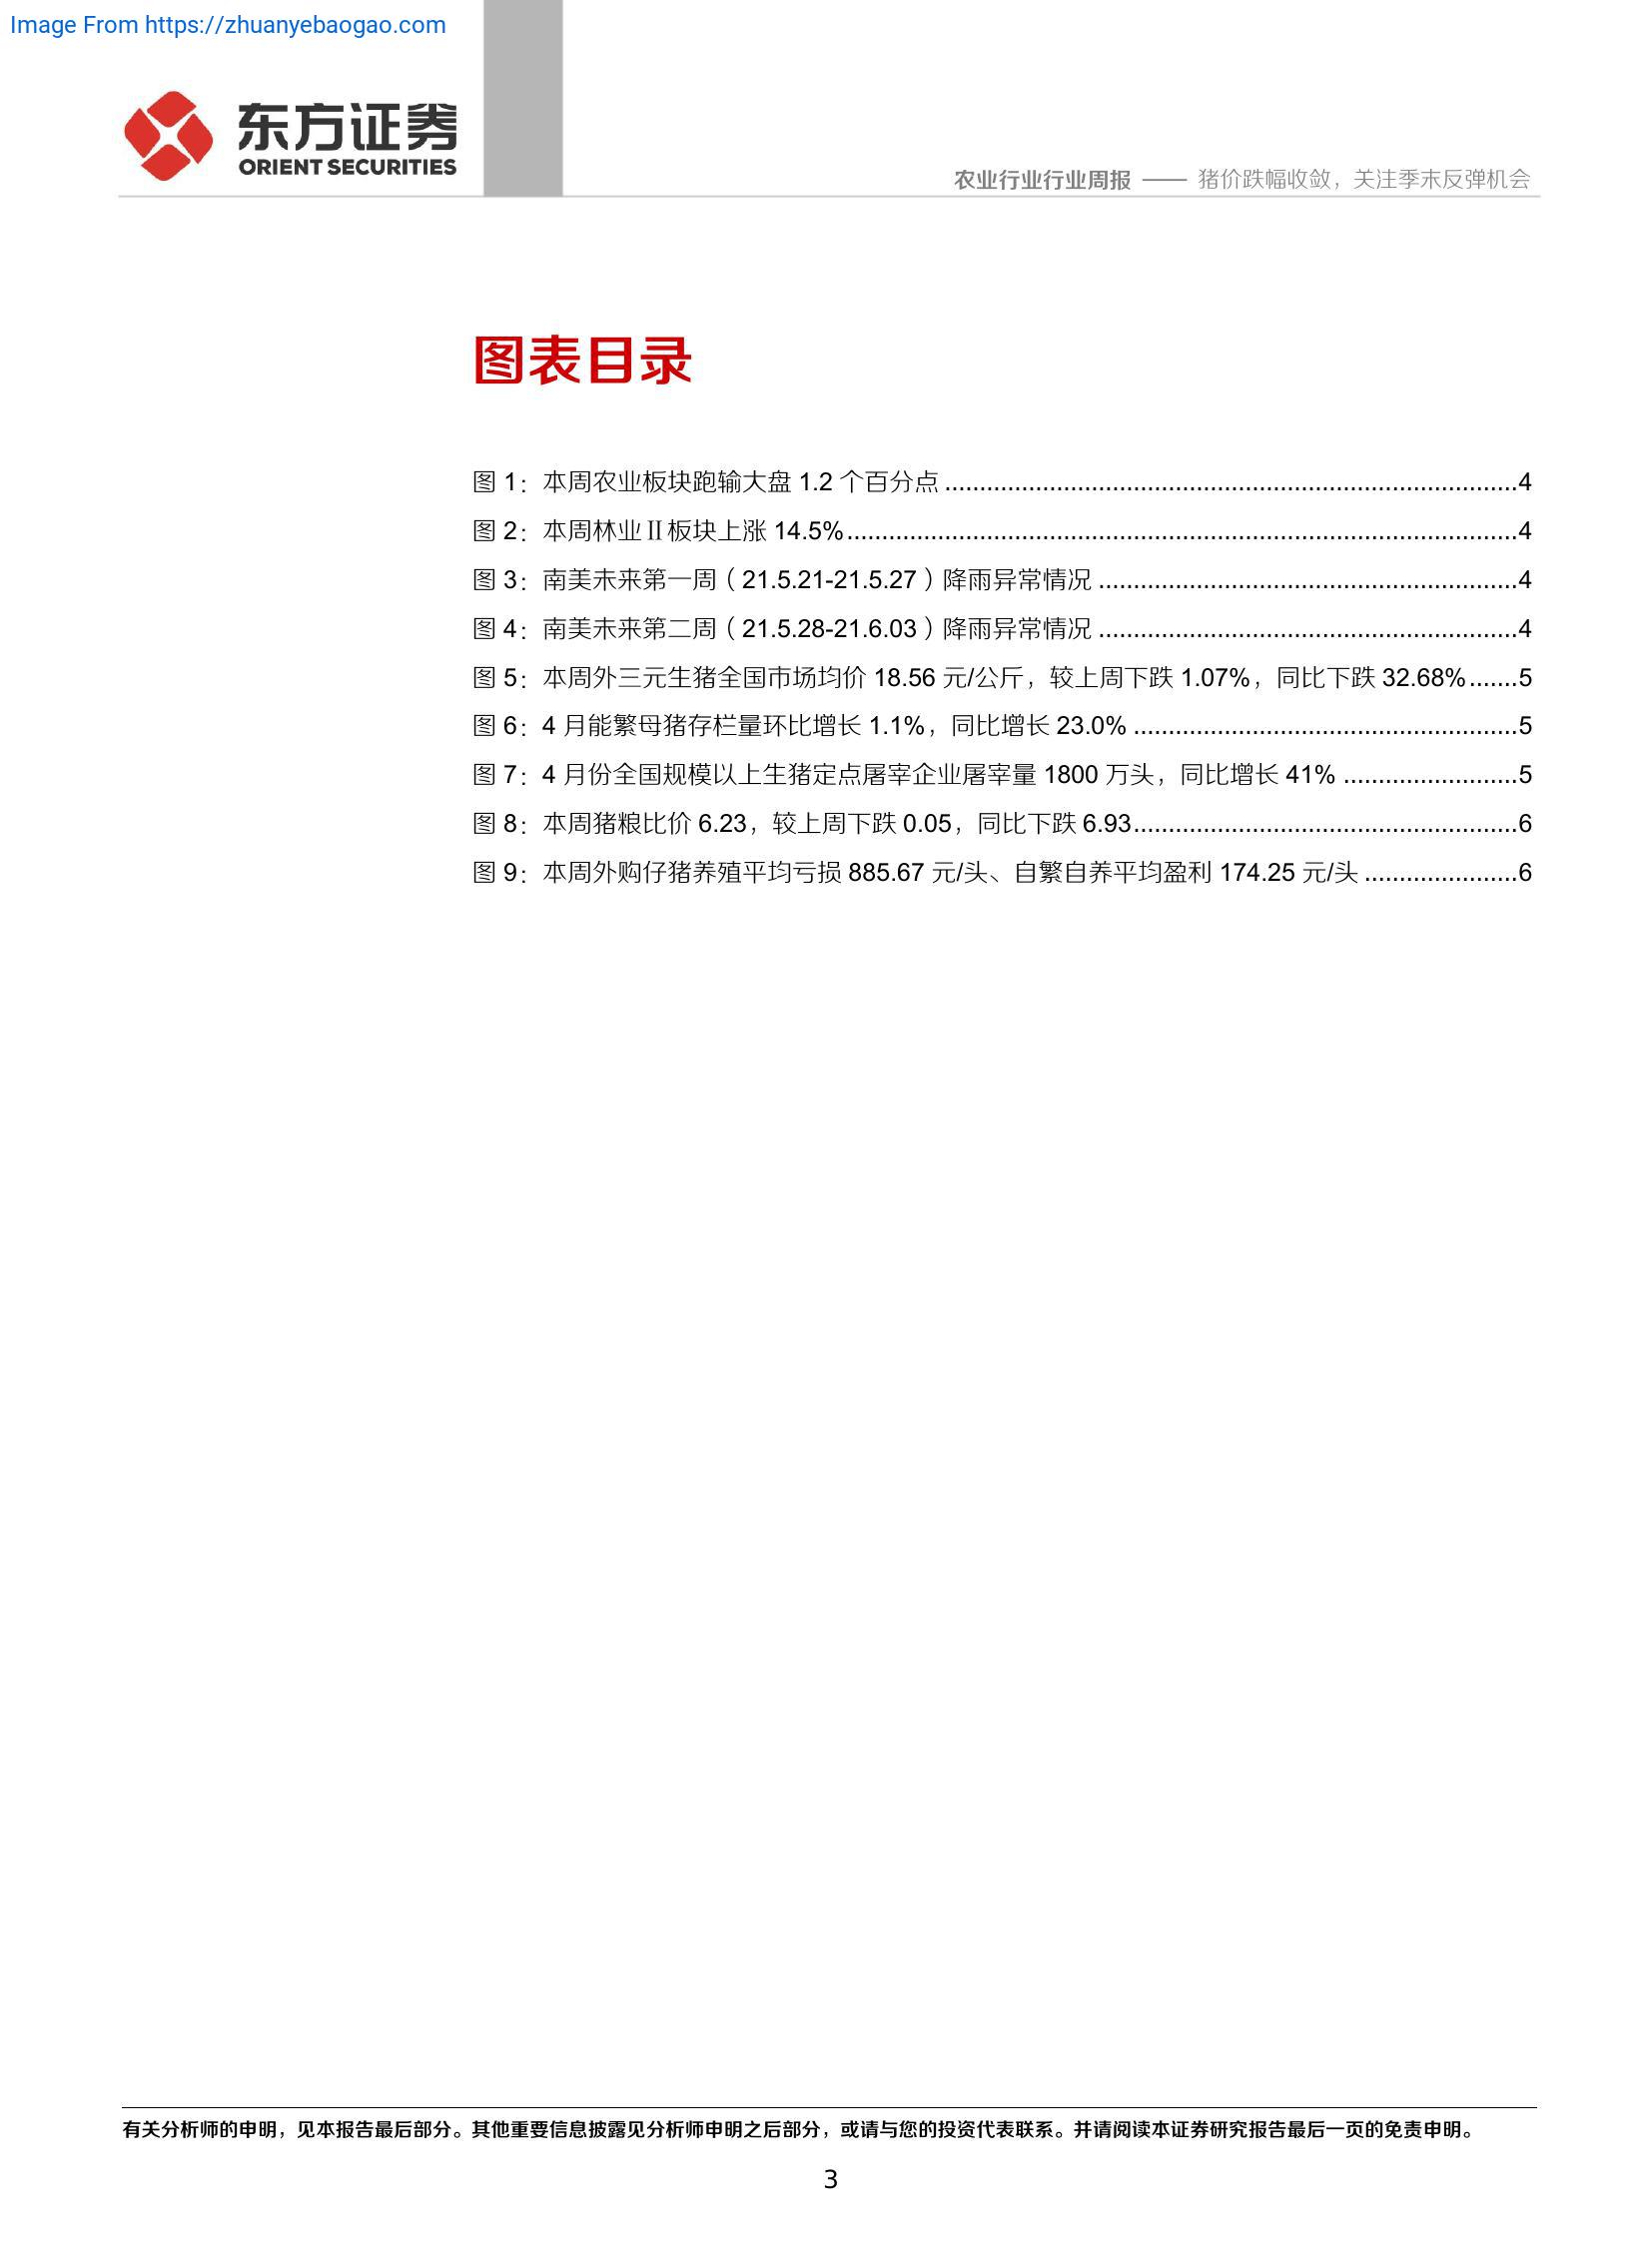 Image From https://zhuanyebaogao.com
东方证券
ORIENT SECURITIES
农业行业行业周报 —— 猪价跌幅收敛，关注季末反弹机会
图表目录
图 1：本周农业板块跑输大盘 1.2 个百分点 ....................................................................................4
图 2：本周林业Ⅱ板块上涨 14.5%..................................................................................................4
图 3：南美未来第一周（21.5.21-21.5.27）降雨异常情况 ..............................................................4
图 4：南美未来第二周（21.5.28-21.6.03）降雨异常情况 ..............................................................4
图 5：本周外三元生猪全国市场均价 18.56 元/公斤，较上周下跌 1.07%，同比下跌 32.68%.......5
图 6：4 月能繁母猪存栏量环比增长 1.1%，同比增长 23.0% .........................................................5
图 7：4 月份全国规模以上生猪定点屠宰企业屠宰量 1800 万头，同比增长 41% .........................5
图 8：本周猪粮比价 6.23，较上周下跌 0.05，同比下跌 6.93.........................................................6
图 9：本周外购仔猪养殖平均亏损 885.67 元/头、自繁自养平均盈利 174.25 元/头 ......................6
有关分析师的申明，见本报告最后部分。其他重要信息披露见分析师申明之后部分，或请与您的投资代表联系。并请阅读本证券研究报告最后一页的免责申明。
3